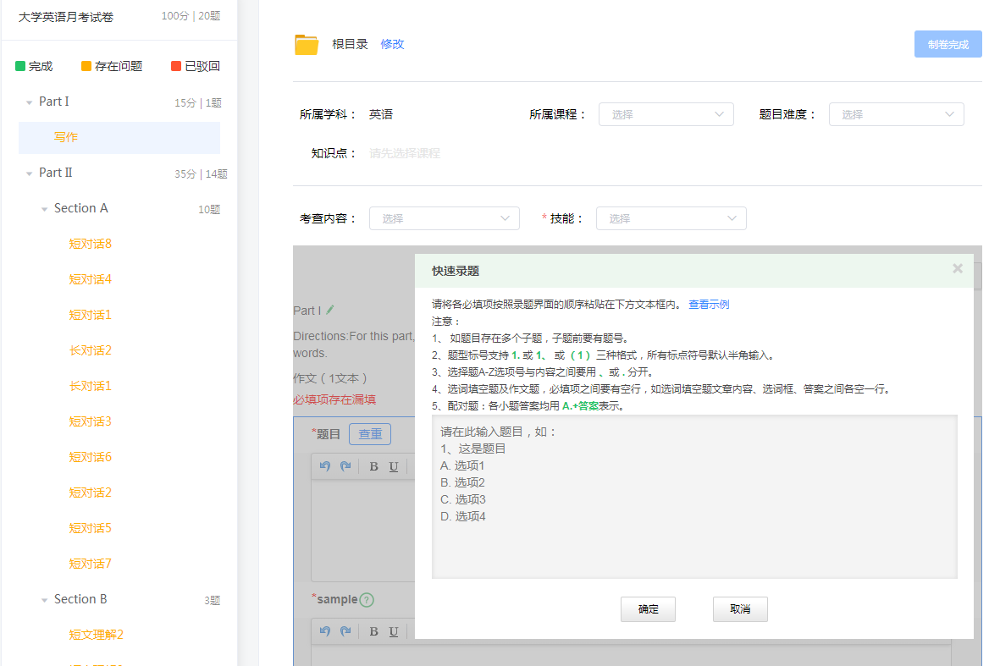 大学英语月考试卷 100分 | 20题
完成 存在问题 已驳回
Part I 15分 | 1题
写作
Part II 35分 | 14题
Section A 10题
短对话8
短对话4
短对话1
长对话2
长对话1
短对话3
短对话6
短对话2
短对话5
短对话7
Section B 3题
短文理解2
根目录 修改 制卷完成
所属学科： 英语 所属课程： 选择 题目难度： 选择
知识点： 请先选择课程
考查内容： 选择 *技能： 选择
Part I
Directions:For this part,
words.
作文（1文本）
必填项存在漏填
*题目 查重
B U
*sample ?
B U
快速录题 ×
请将各必填项按照录题界面的顺序粘贴在下方文本框内。 查看示例
注意：
1、 如题目存在多个子题，子题前要有题号。
2、题型标号支持 1. 或 1、 或 （1）三种格式，所有标点符号默认半角输入。
3、选择题A-Z选项号与内容之间要用 、或 . 分开。
4、选词填空题及作文题，必填项之间要有空行，如选词填空题文章内容、选词框、答案之间各空一行。
5、配对题：各小题答案均用 A.+答案表示。
请在此输入题目，如：
1、这是题目
A. 选项1
B. 选项2
C. 选项3
D. 选项4
确定 取消